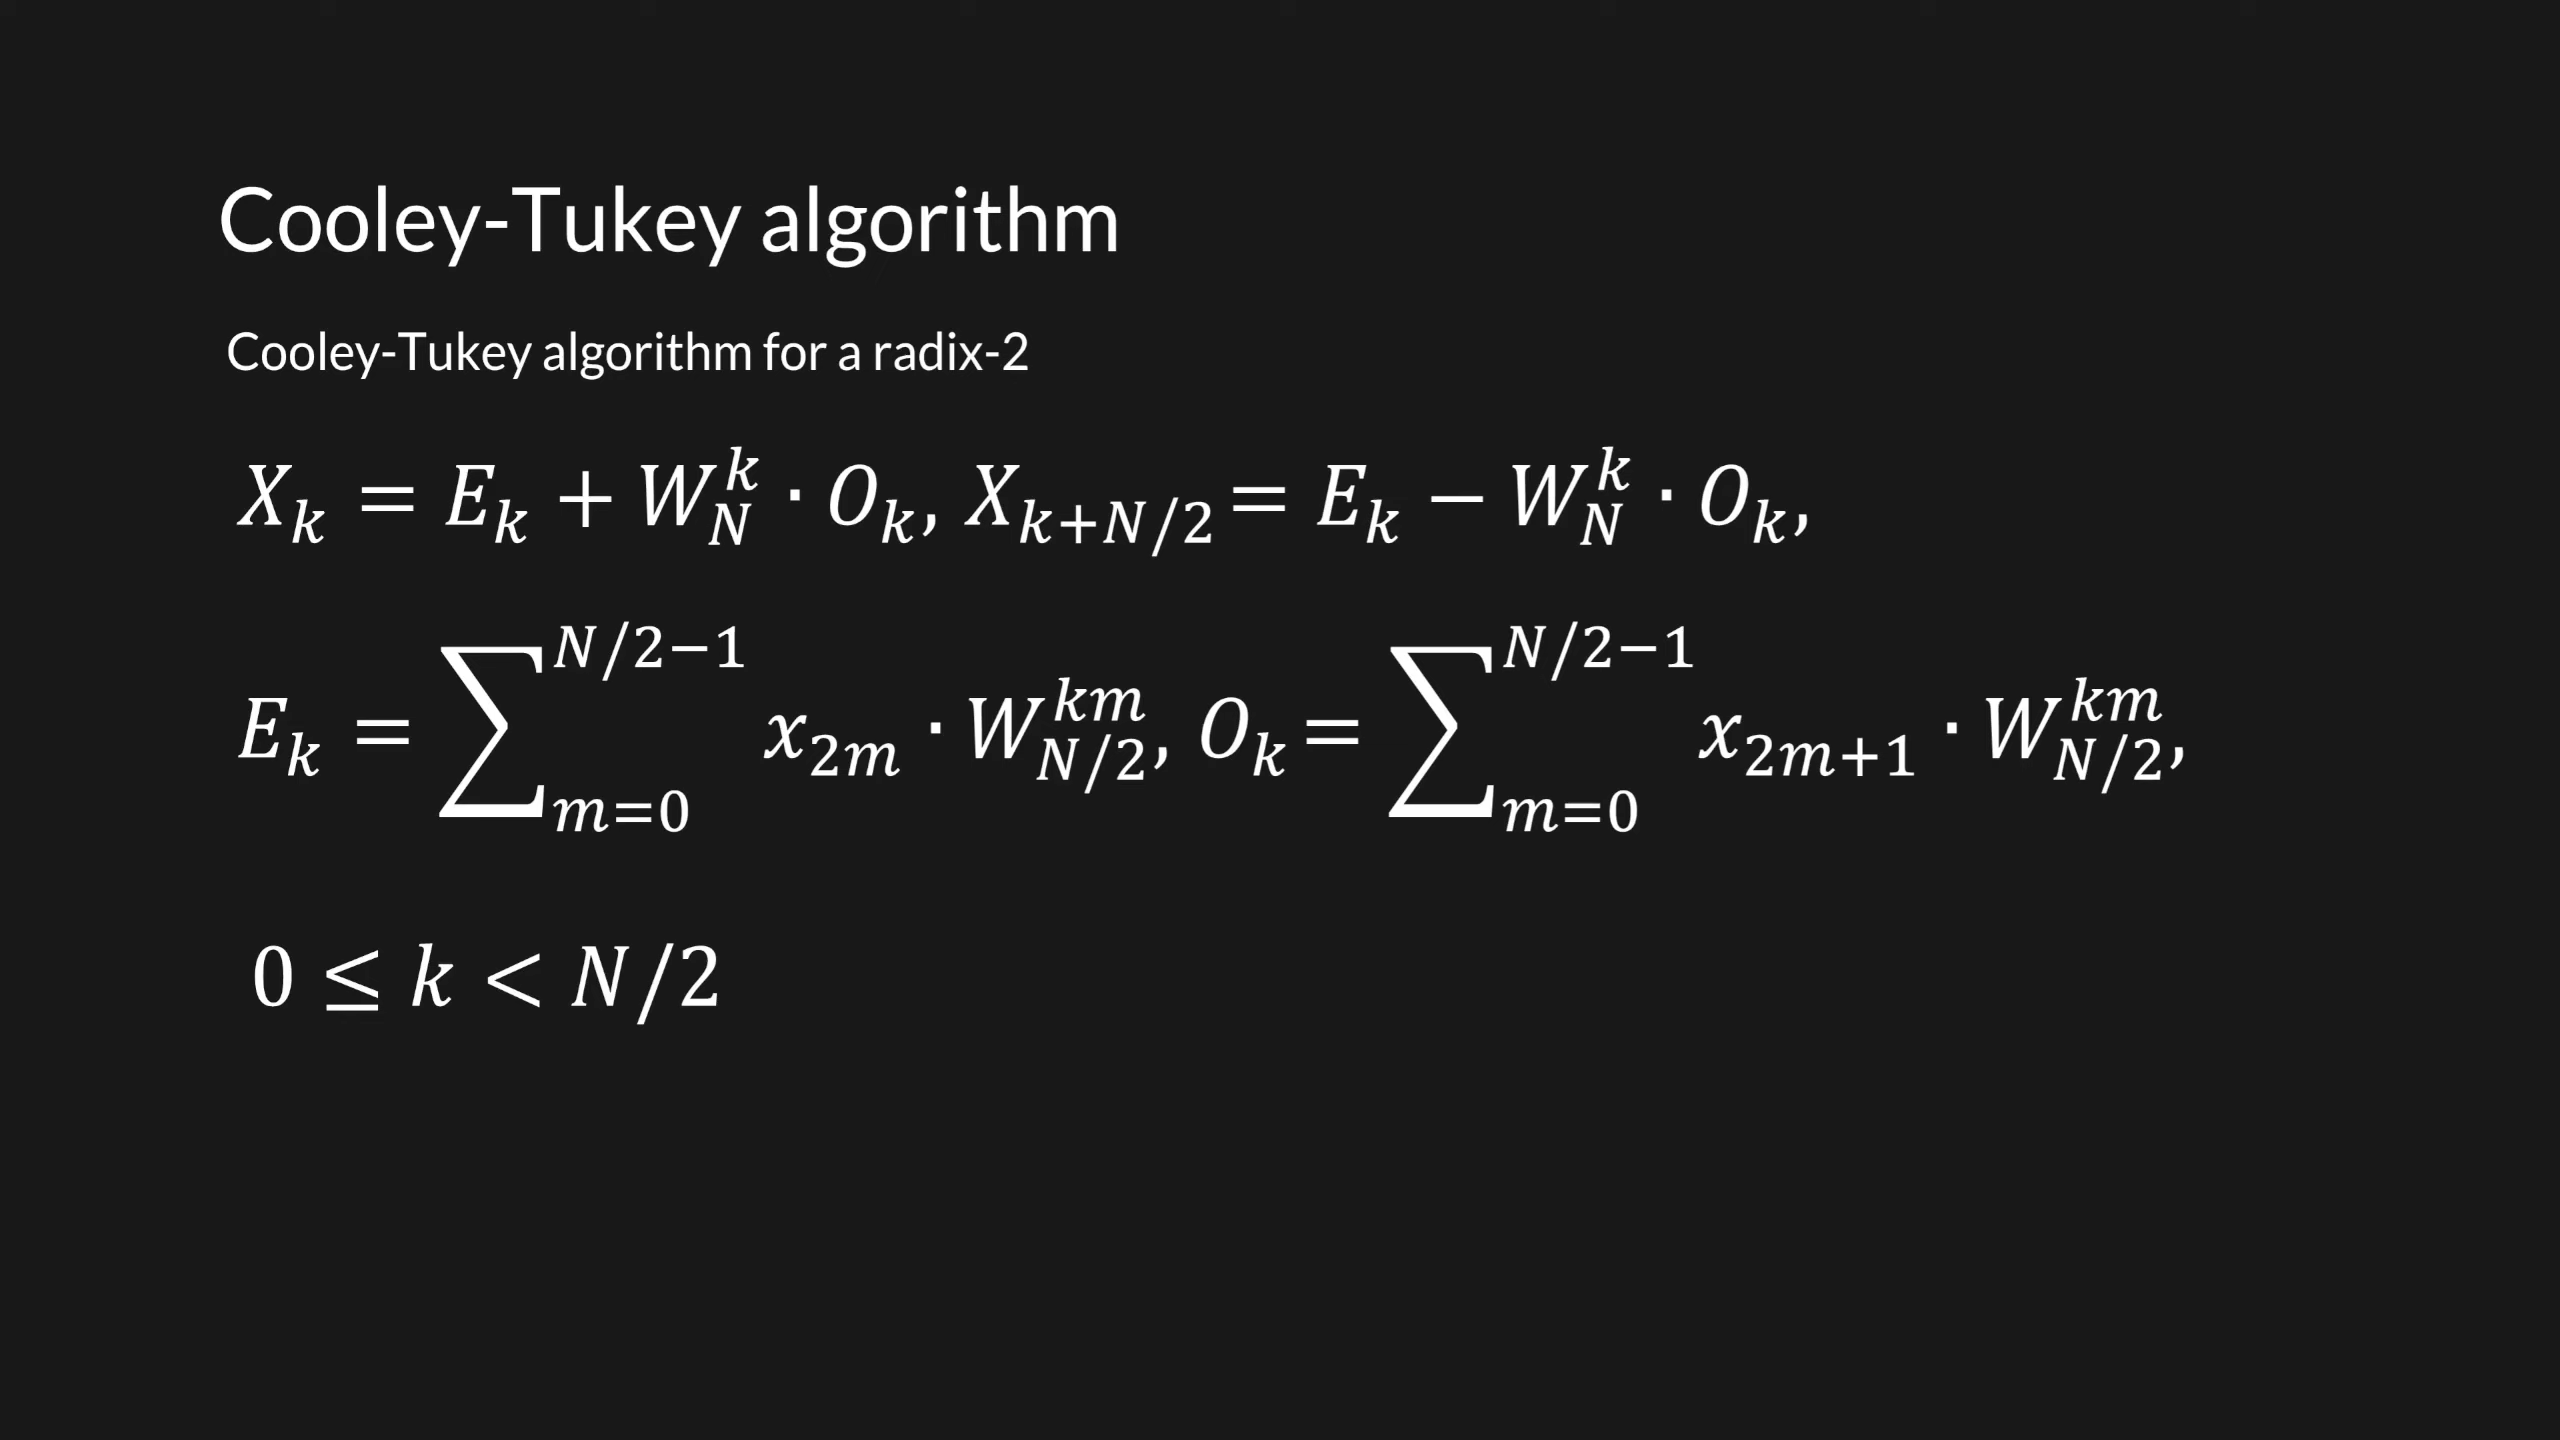 Cooley-Tukey algorithm
Cooley-Tukey algorithm for a radix-2
$X_k = E_k + W_N^k \cdot O_k, X_{k+N/2} = E_k - W_N^k \cdot O_k,$
$E_k = \sum_{m=0}^{N/2-1} x_{2m} \cdot W_{N/2}^{km}, O_k = \sum_{m=0}^{N/2-1} x_{2m+1} \cdot W_{N/2}^{km},$
$0 \le k < N/2$